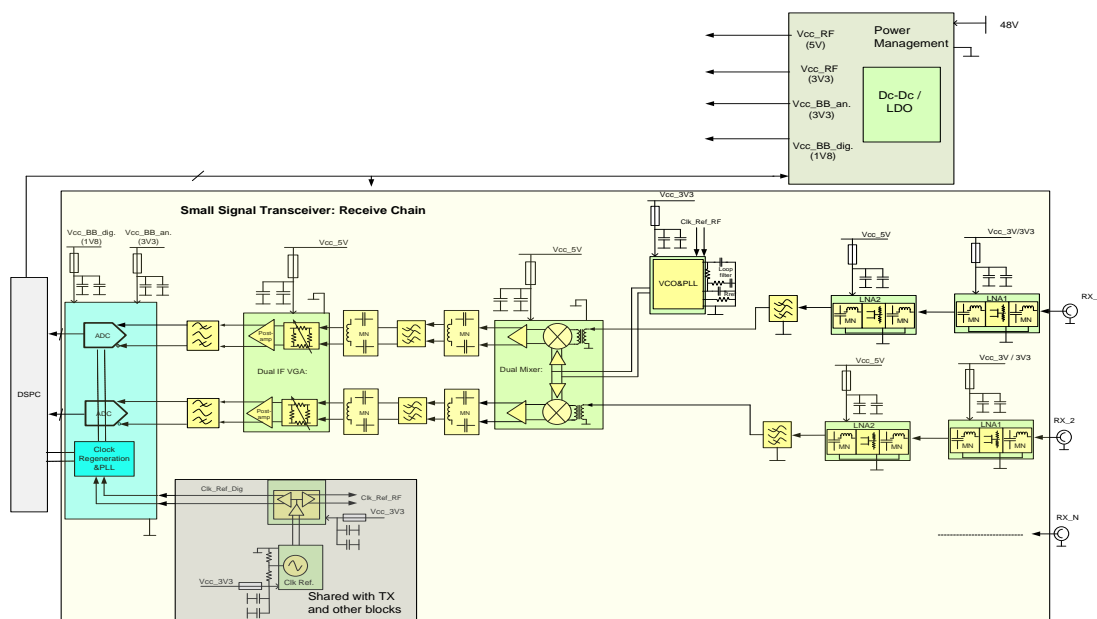 48V
Power
Management
Dc-Dc /
LDO
Vcc_RF
(5V)
Vcc_RF
(3V3)
Vcc_BB_an.
(3V3)
Vcc_BB_dig.
(1V8)
Small Signal Transceiver: Receive Chain
Vcc_BB_dig.
(1V8)
Vcc_BB_an.
(3V3)
Vcc_5V
Vcc_5V
Vcc_3V3
Clk_Ref_RF
Loop
filter
VCO&PLL
Vcc_5V
Vcc_3V/3V3
LNA2
MN
MN
LNA1
MN
MN
RX_
DSPC
ADC
Post-
amp
MN
MN
Dual IF VGA:
Dual Mixer:
ADC
Post-
amp
MN
MN
Vcc_5V
Vcc_3V / 3V3
LNA2
MN
MN
LNA1
MN
MN
RX_2
Clock
Regeneration
&PLL
Clk_Ref_Dig
Clk_Ref_RF
Vcc_3V3
RX_N
Vcc_3V3
Clk Ref.
Shared with TX
and other blocks